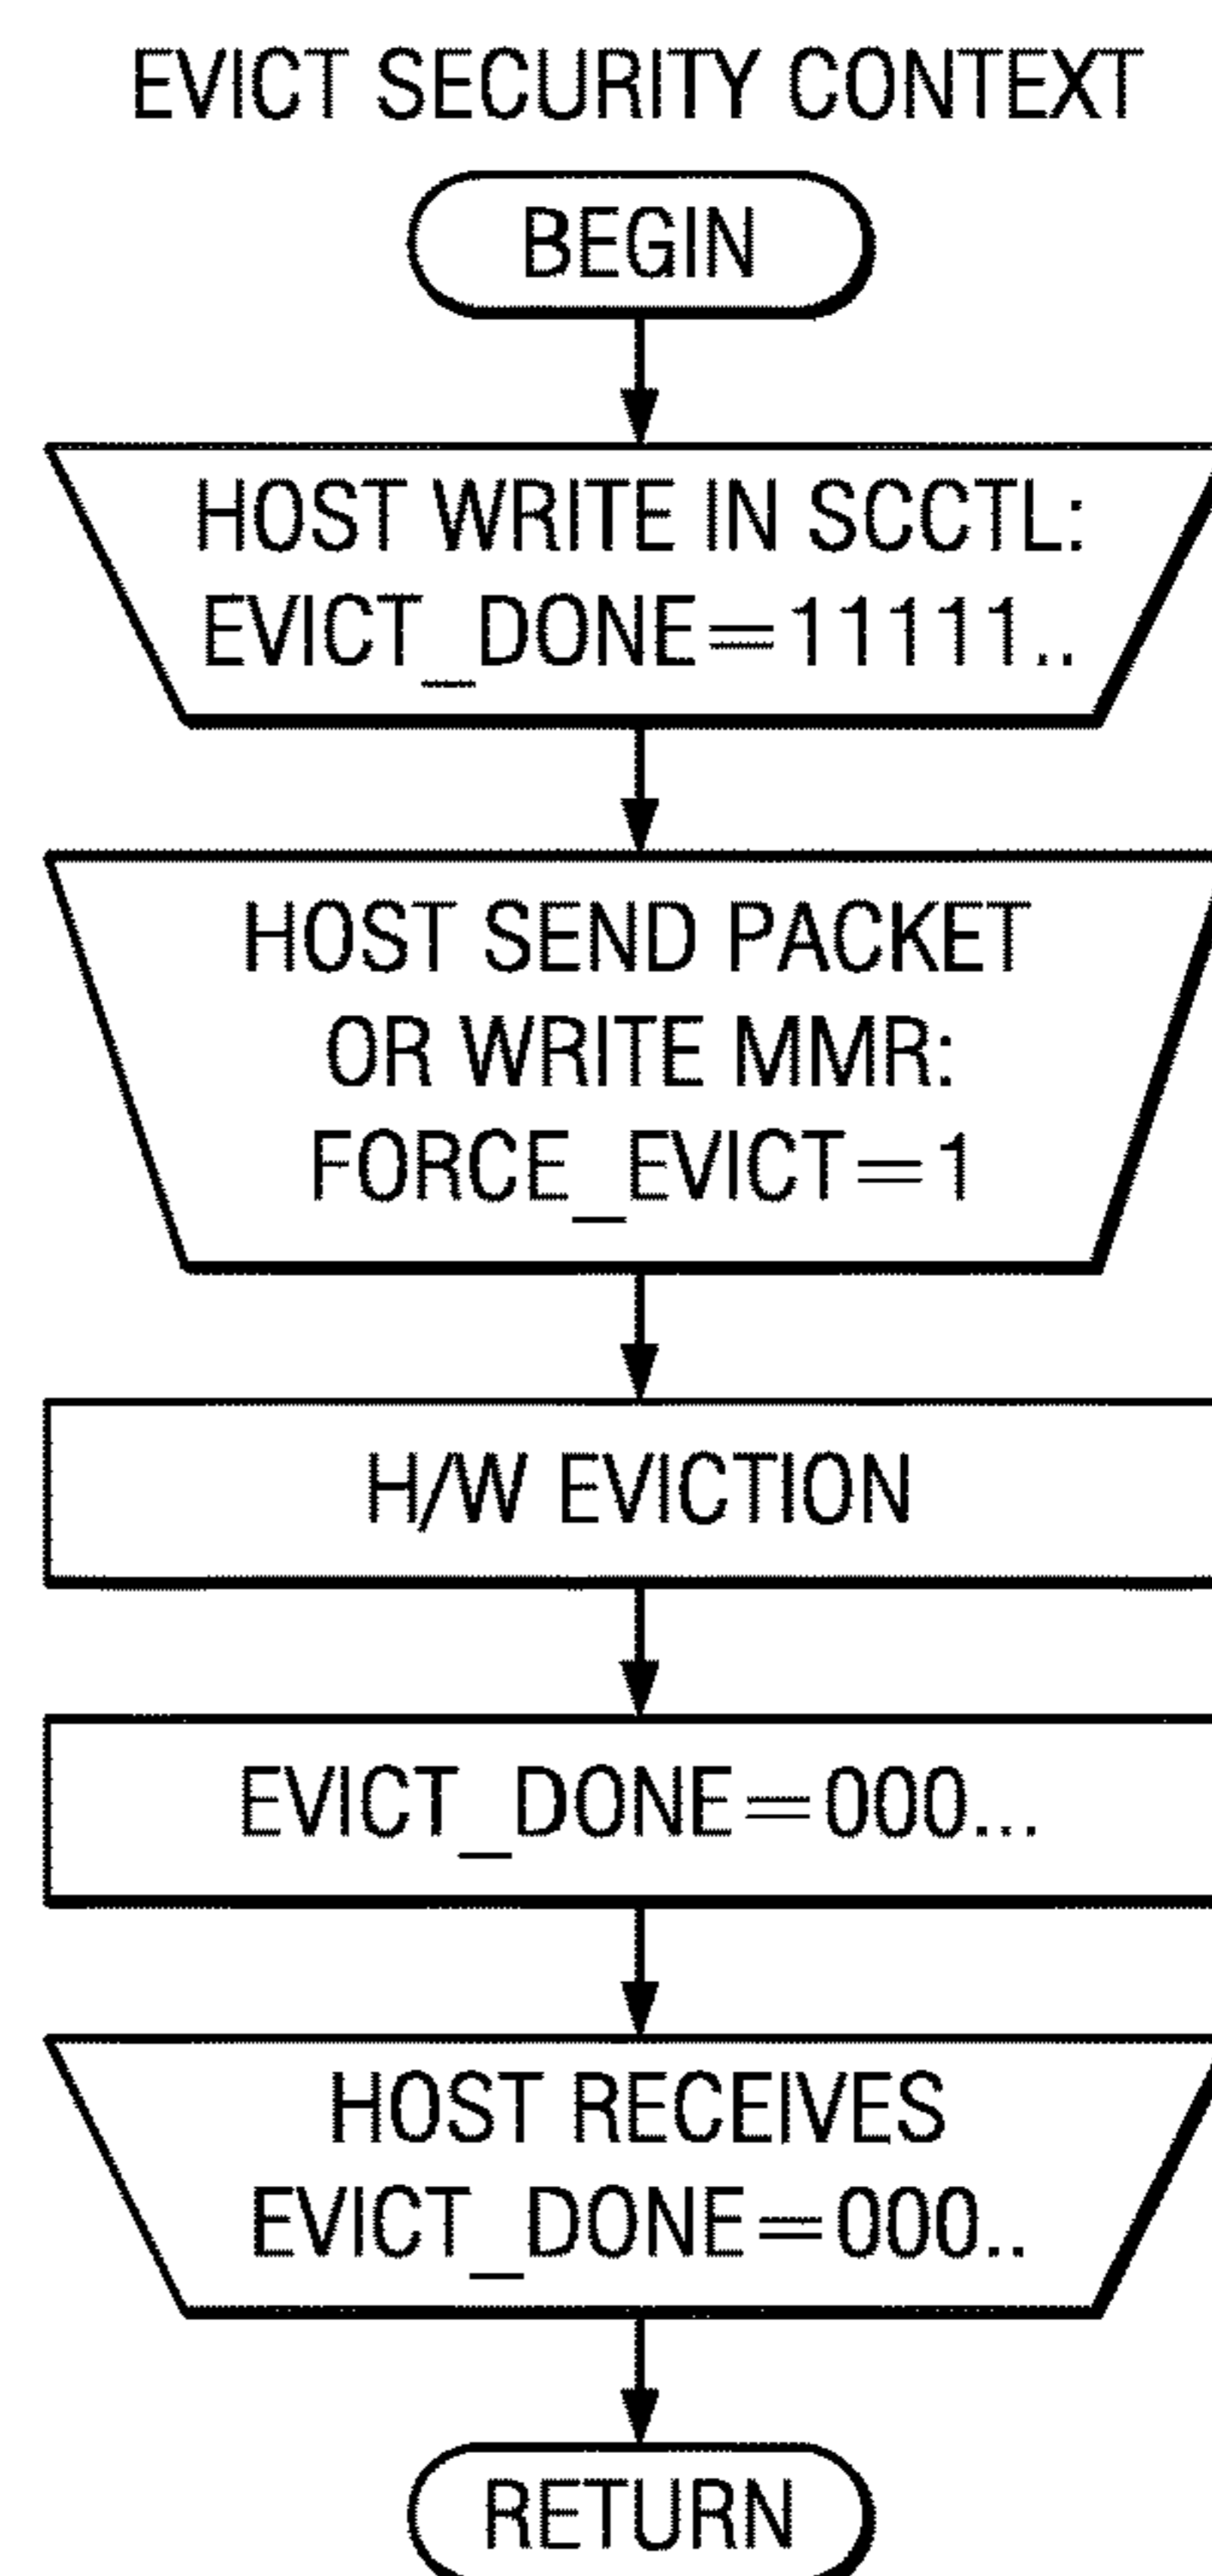 EVICT SECURITY CONTEXT
BEGIN
HOST WRITE IN SCCTL:
EVICT_DONE=11111..
HOST SEND PACKET
OR WRITE MMR:
FORCE_EVICT=1
H/W EVICTION
EVICT_DONE=000...
HOST RECEIVES
EVICT_DONE=000..
RETURN